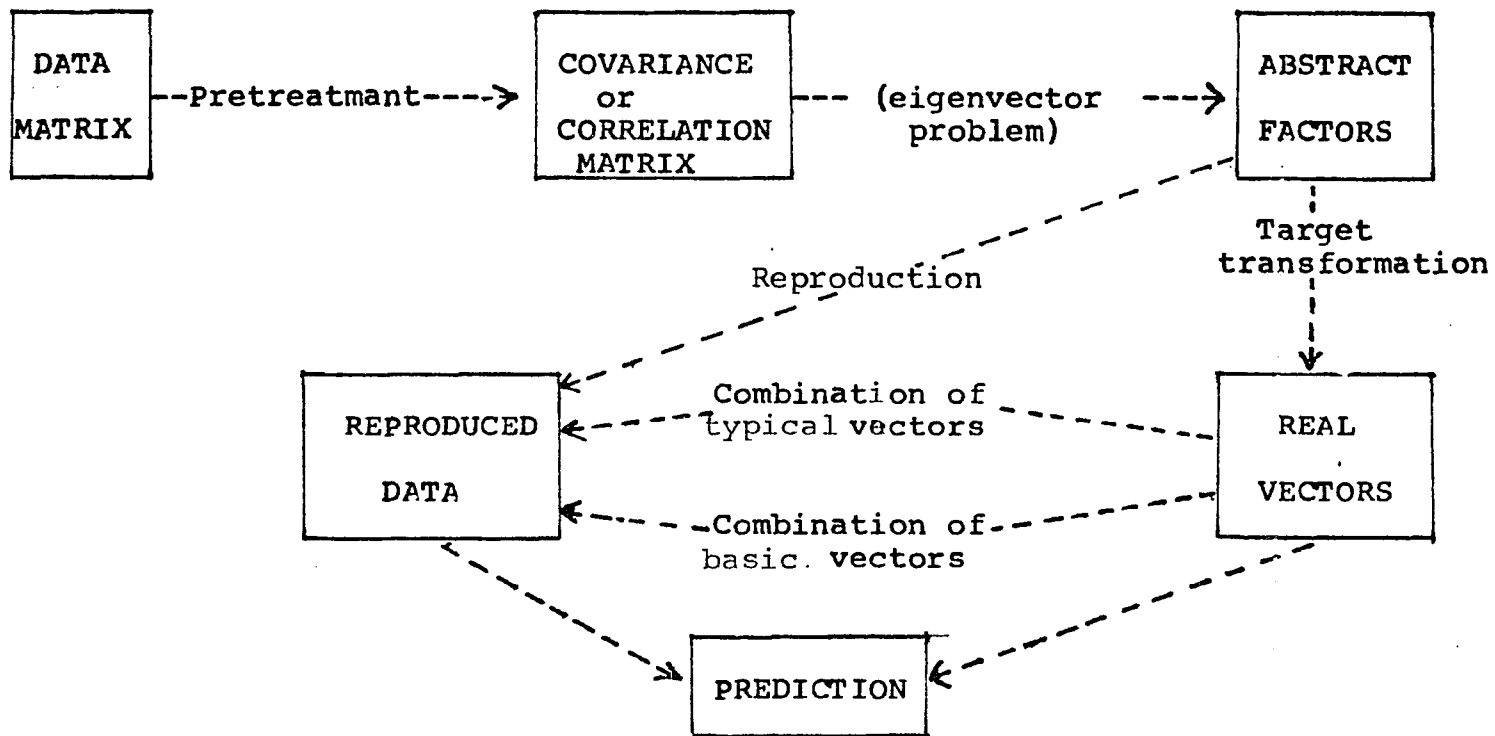 DATA
MATRIX
Pretreatmant
COVARIANCE
or
CORRELATION
MATRIX
(eigenvector
problem)
ABSTRACT
FACTORS
Target
transformation
Reproduction
REPRODUCED
DATA
Combination of
typical vectors
Combination of
basic. vectors
REAL
VECTORS
PREDICTION